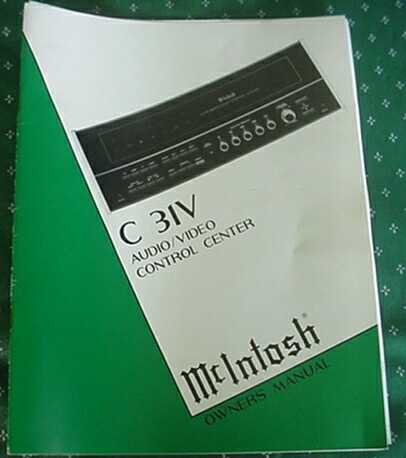 C 31V
AUDIO/VIDEO
CONTROL CENTER
McIntosh®
OWNERS MANUAL